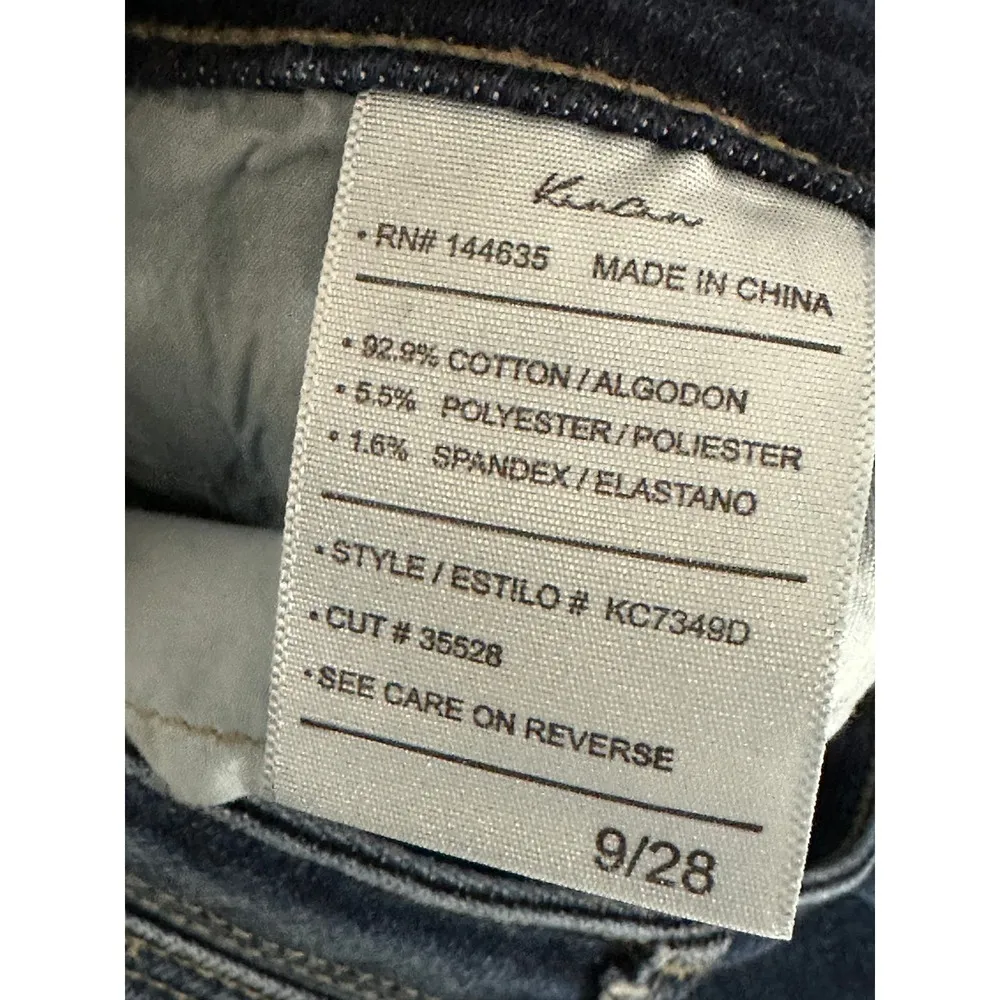 KanCan
• RN# 144635 MADE IN CHINA
• 92.9% COTTON / ALGODON
• 5.5% POLYESTER / POLIESTER
• 1.6% SPANDEX / ELASTANO
• STYLE / ESTILO # KC7349D
• CUT # 35528
• SEE CARE ON REVERSE
9/28